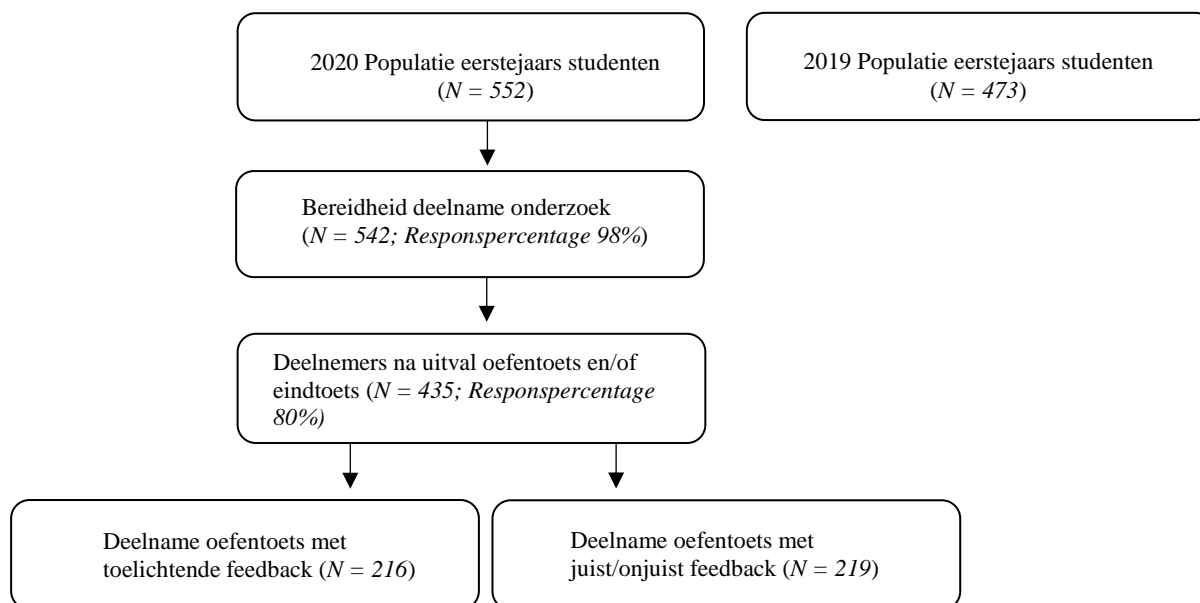 2020 Populatie eerstejaars studenten
(N = 552)
2019 Populatie eerstejaars studenten
(N = 473)
Bereidheid deelname onderzoek
(N = 542; Responspercentage 98%)
Deelnemers na uitval oefentoets en/of
eindtoets (N = 435; Responspercentage
80%)
Deelname oefentoets met
toelichtende feedback (N = 216)
Deelname oefentoets met
juist/onjuist feedback (N = 219)